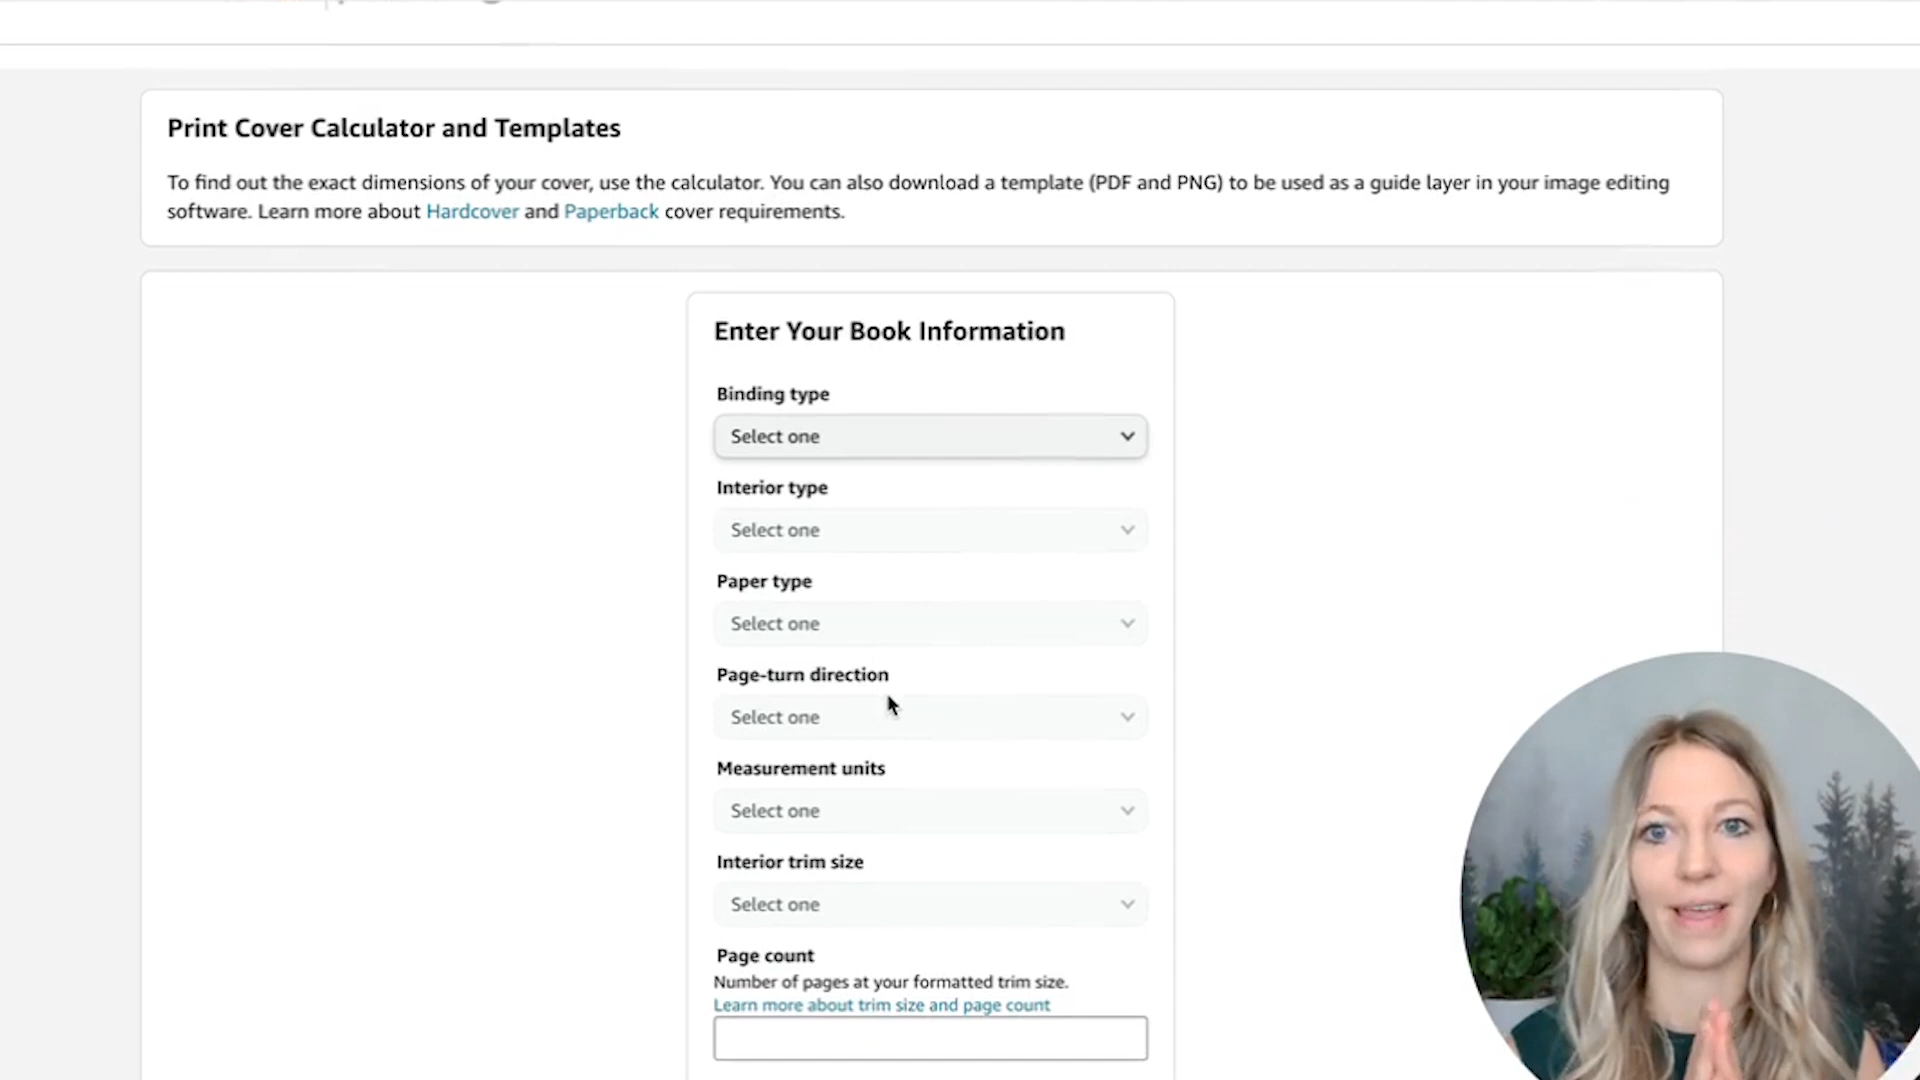 Print Cover Calculator and Templates
To find out the exact dimensions of your cover, use the calculator. You can also download a template (PDF and PNG) to be used as a guide layer in your image editing
software. Learn more about Hardcover and Paperback cover requirements.
Enter Your Book Information
Binding type
Select one
Interior type
Select one
Paper type
Select one
Page-turn direction
Select one
Measurement units
Select one
Interior trim size
Select one
Page count
Number of pages at your formatted trim size.
Learn more about trim size and page count